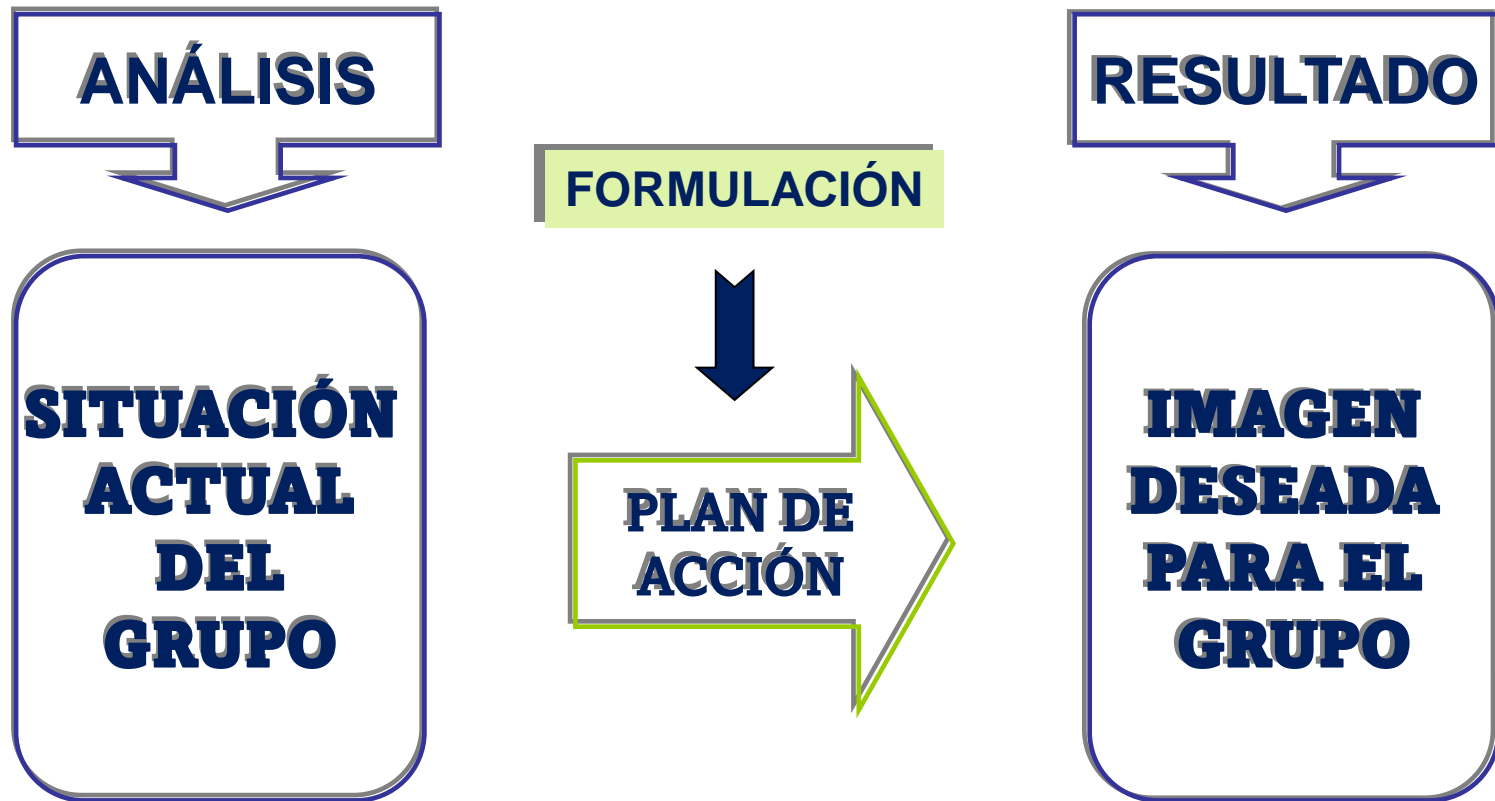 ANÁLISIS
SITUACIÓN
ACTUAL
DEL
GRUPO
FORMULACIÓN
PLAN DE
ACCIÓN
RESULTADO
IMAGEN
DESEADA
PARA EL
GRUPO